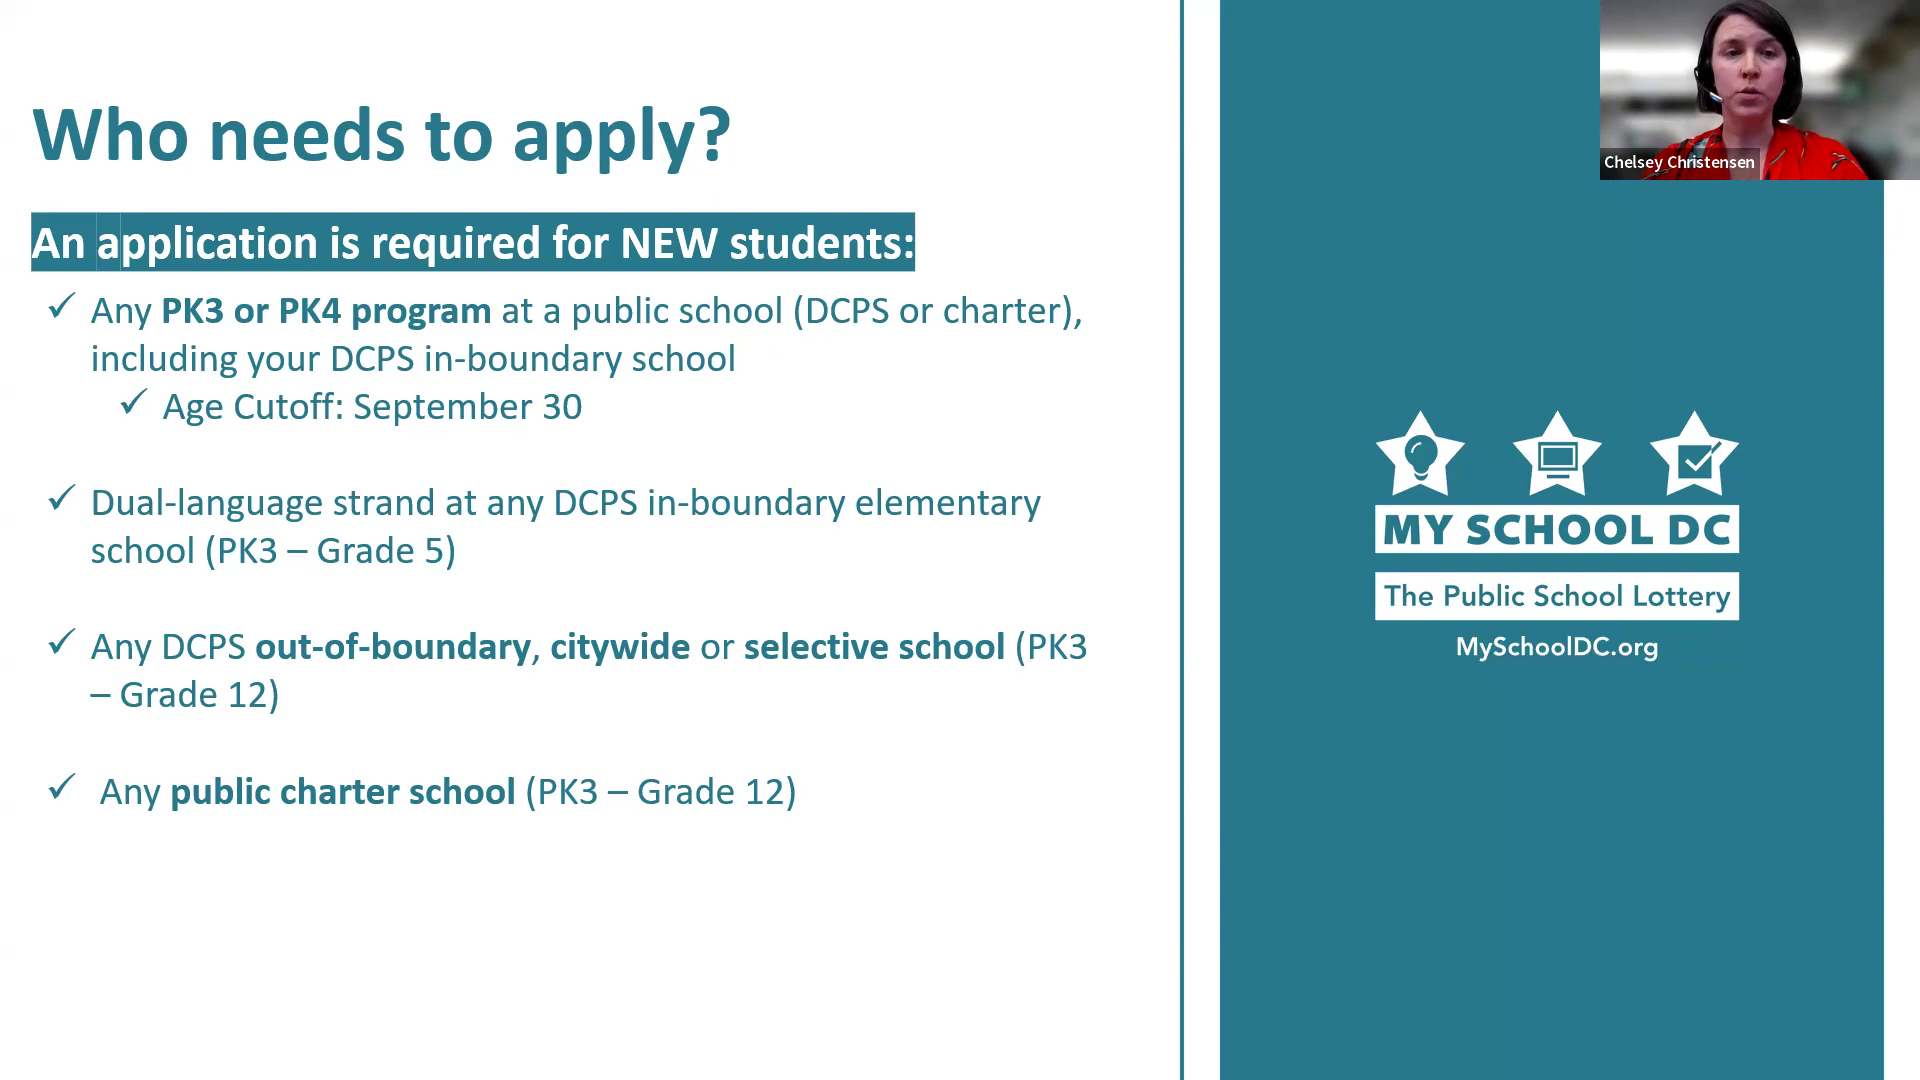 Who needs to apply?
An application is required for NEW students:
Any PK3 or PK4 program at a public school (DCPS or charter),
including your DCPS in-boundary school
Age Cutoff: September 30
Dual-language strand at any DCPS in-boundary elementary
school (PK3 – Grade 5)
Any DCPS out-of-boundary, citywide or selective school (PK3
– Grade 12)
Any public charter school (PK3 – Grade 12)
MY SCHOOL DC
The Public School Lottery
MySchoolDC.org
Chelsey Christensen